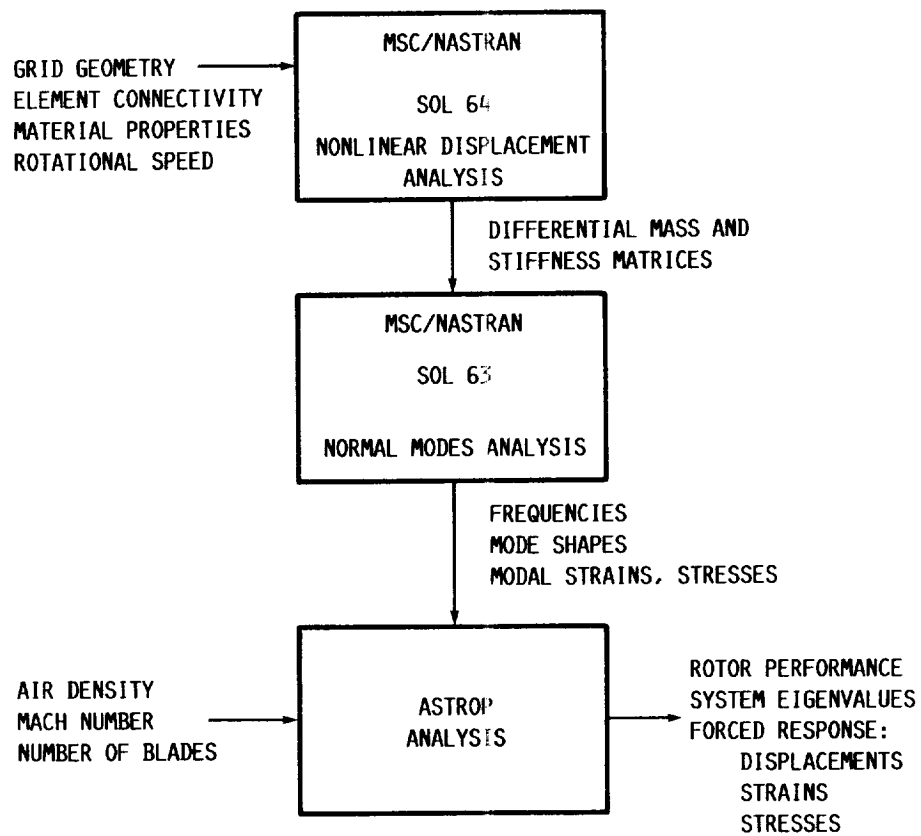 MSC/NASTRAN
SOL 64
NONLINEAR DISPLACEMENT
ANALYSIS
GRID GEOMETRY
ELEMENT CONNECTIVITY
MATERIAL PROPERTIES
ROTATIONAL SPEED
DIFFERENTIAL MASS AND
STIFFNESS MATRICES
MSC/NASTRAN
SOL 63
NORMAL MODES ANALYSIS
FREQUENCIES
MODE SHAPES
MODAL STRAINS, STRESSES
AIR DENSITY
MACH NUMBER
NUMBER OF BLADES
ASTROP
ANALYSIS
ROTOR PERFORMANCE
SYSTEM EIGENVALUES
FORCED RESPONSE:
DISPLACEMENTS
STRAINS
STRESSES